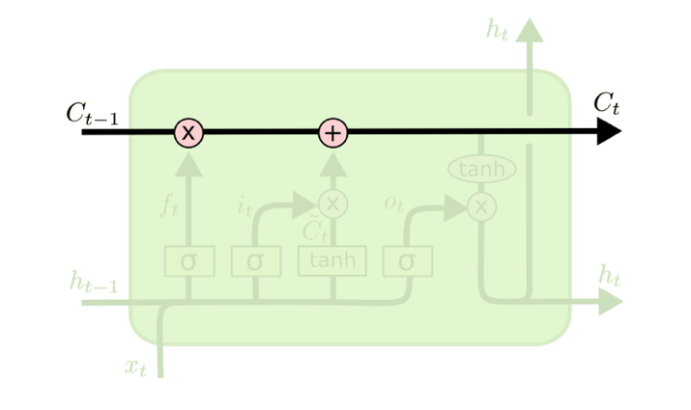 h_t
C_{t-1}
C_t
x
+
tanh
f_t
i_t
x
o_t
x
C̃_t
σ
σ
tanh
σ
h_{t-1}
h_t
x_t